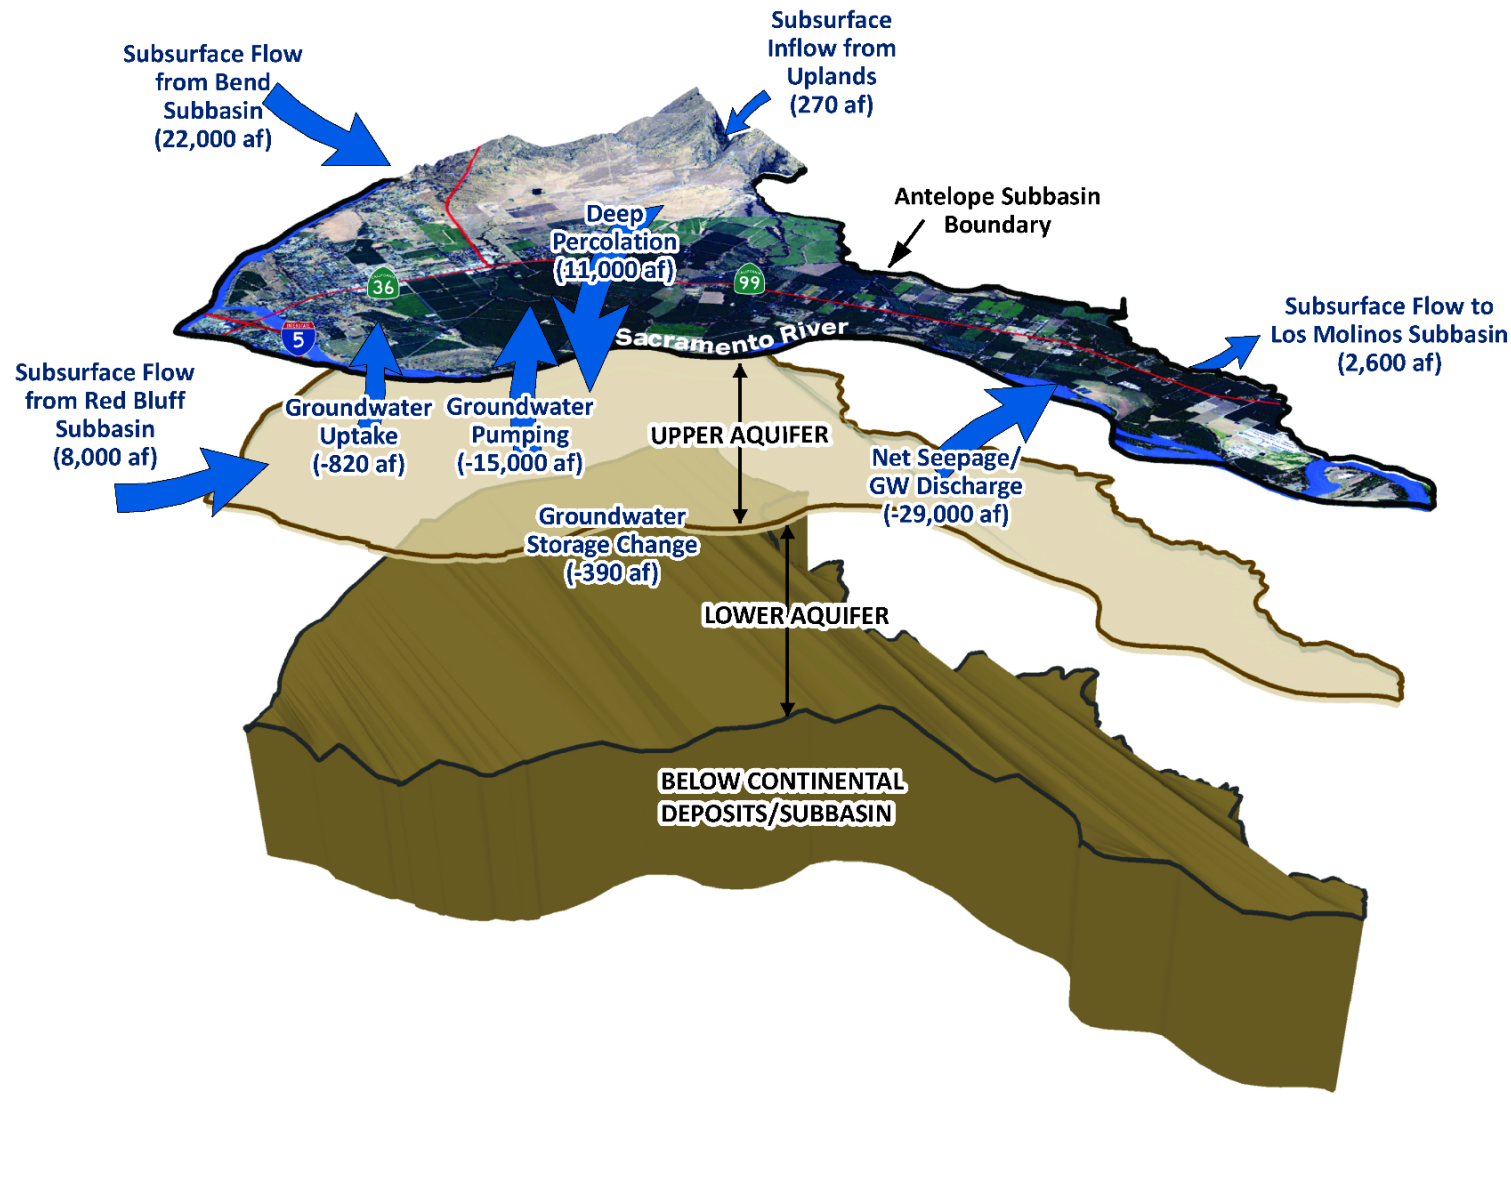 Subsurface Flow
from Bend
Subbasin
(22,000 af)
Subsurface
Inflow from
Uplands
(270 af)
Antelope Subbasin
Boundary
Deep
Percolation
(11,000 af)
CALIFORNIA
36
CALIFORNIA
99
INTERSTATE
5
Sacramento River
Subsurface Flow to
Los Molinos Subbasin
(2,600 af)
Subsurface Flow
from Red Bluff
Subbasin
(8,000 af)
Groundwater
Uptake
(-820 af)
Groundwater
Pumping
(-15,000 af)
UPPER AQUIFER
Net Seepage/
GW Discharge
(-29,000 af)
Groundwater
Storage Change
(-390 af)
LOWER AQUIFER
BELOW CONTINENTAL
DEPOSITS/SUBBASIN